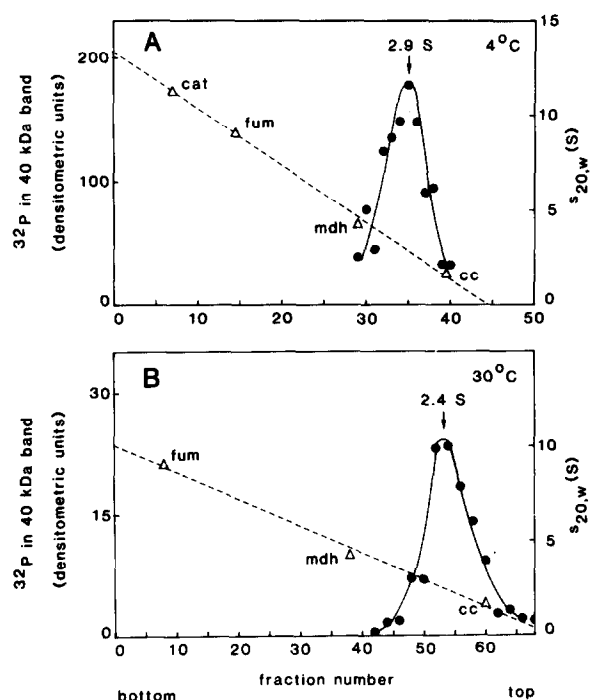 A
2.9 S
4°C
200
100
0
cat
fum
mdh
cc
15
10
5
0
0
10
20
30
40
50
32P in 40 kDa band
(densitometric units)
s20,w (S)
B
2.4 S
30°C
30
15
0
fum
mdh
cc
10
5
0
0
10
20
30
40
50
60
32P in 40 kDa band
(densitometric units)
s20,w (S)
fraction number
bottom
top